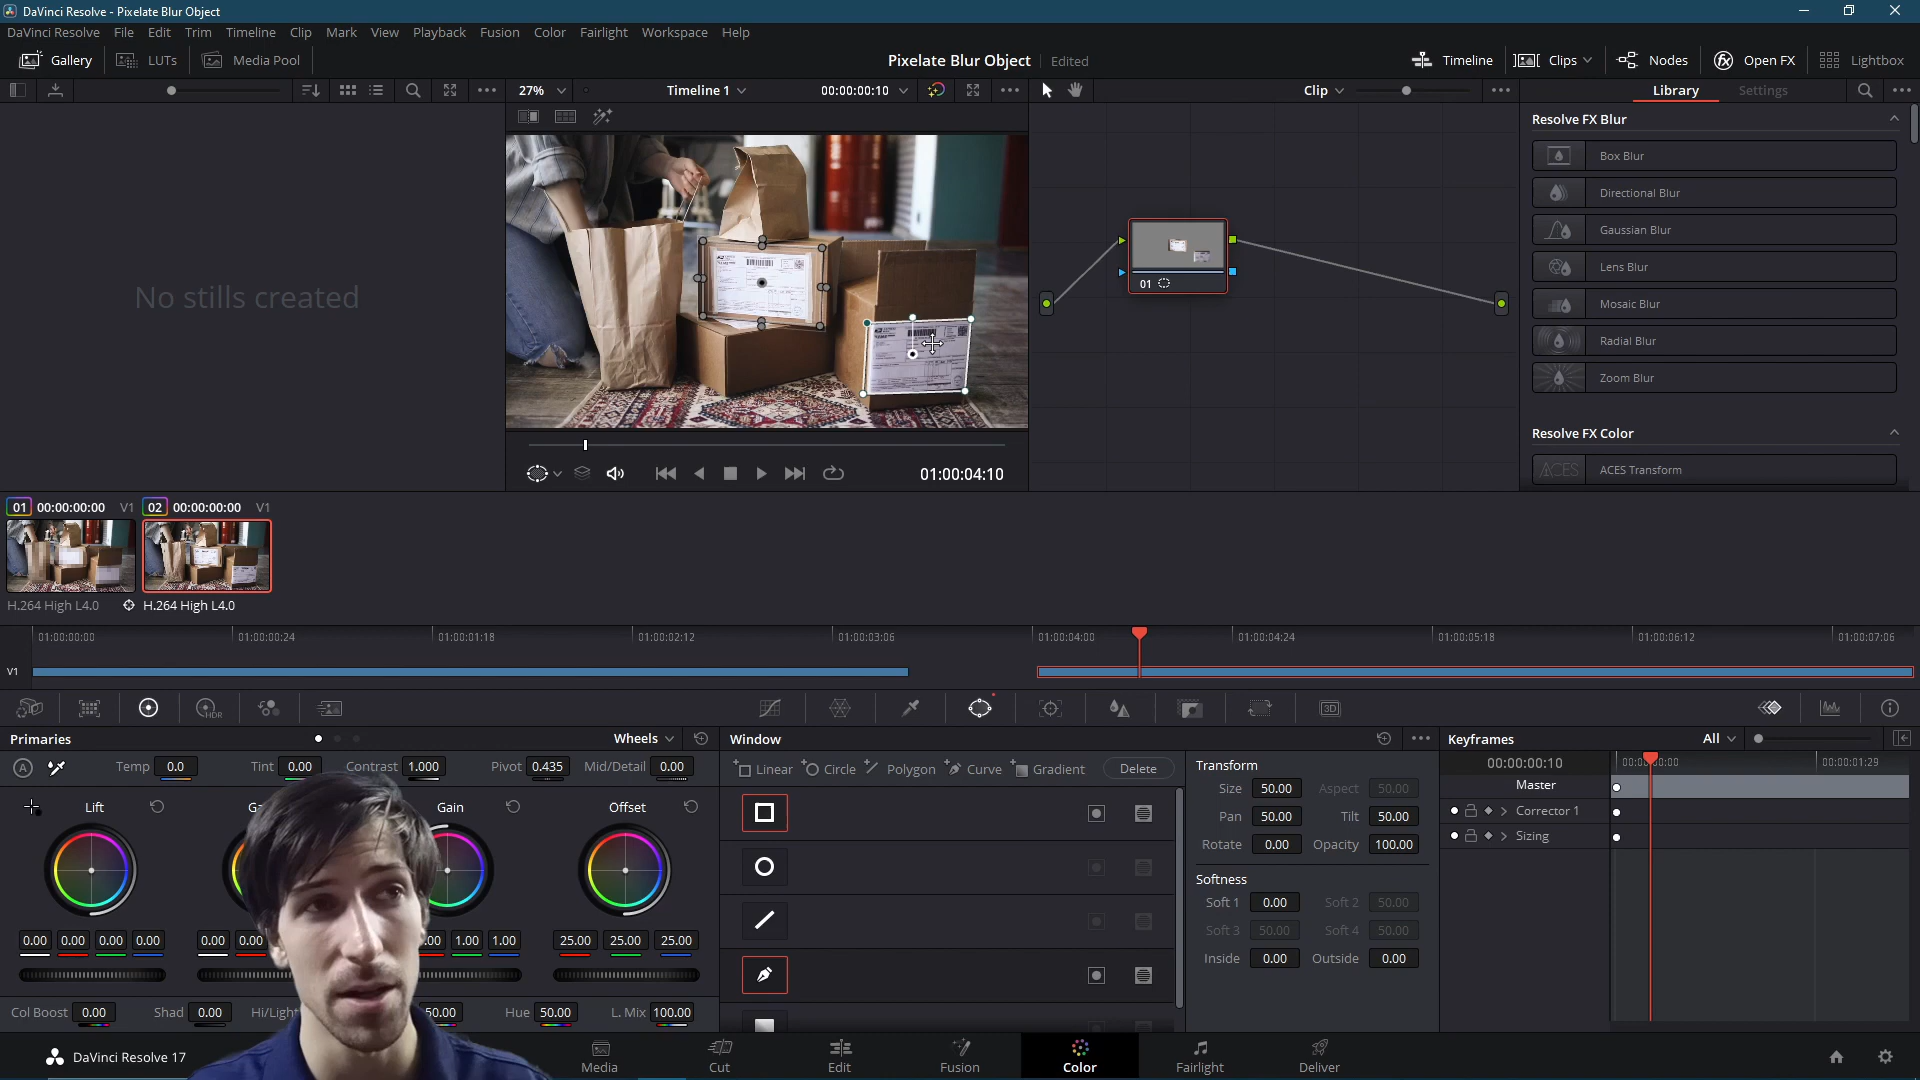 DaVinci Resolve - Pixelate Blur Object
DaVinci Resolve File Edit Trim Timeline Clip Mark View Playback Fusion Color Fairlight Workspace Help
Gallery LUTs Media Pool Pixelate Blur Object Edited Timeline Clips Nodes Open FX Lightbox
27% Timeline 1 00:00:00:10 Clip Library Settings
Resolve FX Blur
Box Blur
Directional Blur
Gaussian Blur
Lens Blur
Mosaic Blur
Radial Blur
Zoom Blur
Resolve FX Color
ACES ACES Transform
No stills created
01
01:00:04:10
01 00:00:00:00 V1 02 00:00:00:00 V1
H.264 High L4.0 H.264 High L4.0
01:00:00:00 01:00:00:24 01:00:01:18 01:00:02:12 01:00:03:06 01:00:04:00 01:00:04:24 01:00:05:18 01:00:06:12 01:00:07:06
V1
HDR 3D
Primaries Wheels Window Keyframes All
A Temp 0.0 Tint 0.00 Contrast 1.000 Pivot 0.435 Mid/Detail 0.00
Lift Gain Offset
0.00 0.00 0.00 0.00 0.00 1.00 1.00 25.00 25.00 25.00
Col Boost 0.00 Shad 0.00 Hi/Light 50.00 Hue 50.00 L. Mix 100.00
Linear Circle Polygon Curve Gradient Delete
Transform
Size 50.00 Aspect 50.00
Pan 50.00 Tilt 50.00
Rotate 0.00 Opacity 100.00
Softness
Soft 1 0.00 Soft 2 50.00
Soft 3 50.00 Soft 4 50.00
Inside 0.00 Outside 0.00
00:00:00:10 00:00:01:29
Master
Corrector 1
Sizing
DaVinci Resolve 17 Media Cut Edit Fusion Color Fairlight Deliver